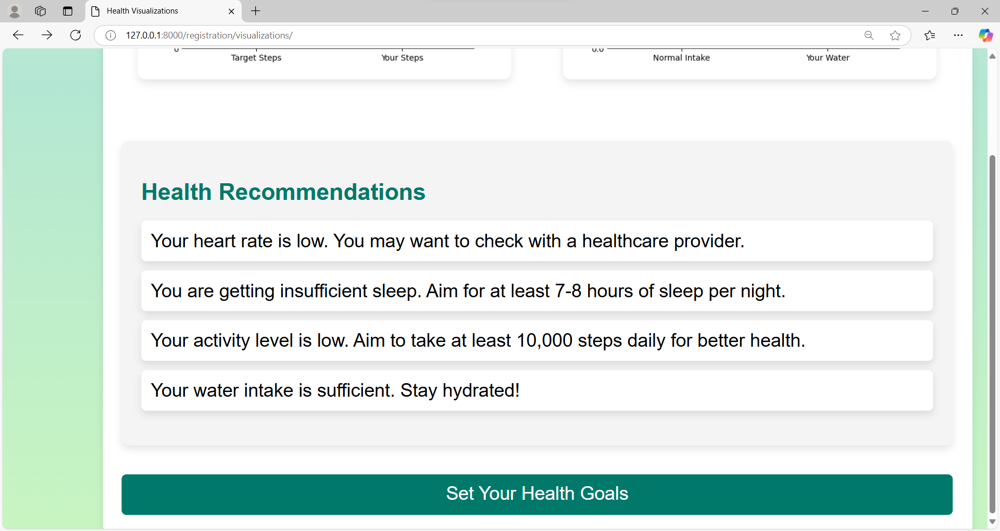 Health Visualizations
127.0.0.1:8000/registration/visualizations/
0 0.0
Target Steps Your Steps Normal Intake Your Water
Health Recommendations
Your heart rate is low. You may want to check with a healthcare provider.
You are getting insufficient sleep. Aim for at least 7-8 hours of sleep per night.
Your activity level is low. Aim to take at least 10,000 steps daily for better health.
Your water intake is sufficient. Stay hydrated!
Set Your Health Goals